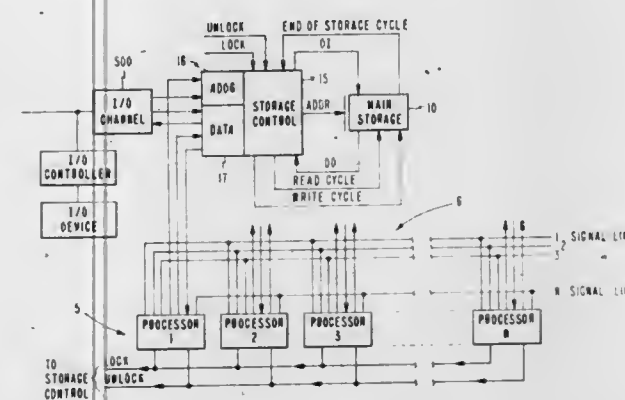 UNLOCK
LOCK
END OF STORAGE CYCLE
DI
500
16
I/O
CHANNEL
ADDG
DATA
STORAGE
CONTROL
15
ADDR
MAIN
STORAGE
10
I/O
CONTROLLER
17
DO
READ CYCLE
WRITE CYCLE
I/O
DEVICE
6
6
1 SIGNAL LI
2
3
N SIGNAL LI
5
PROCESSOR
1
PROCESSOR
2
PROCESSOR
3
PROCESSOR
N
TO
STORAGE
CONTROL
LOCK
UNLOCK